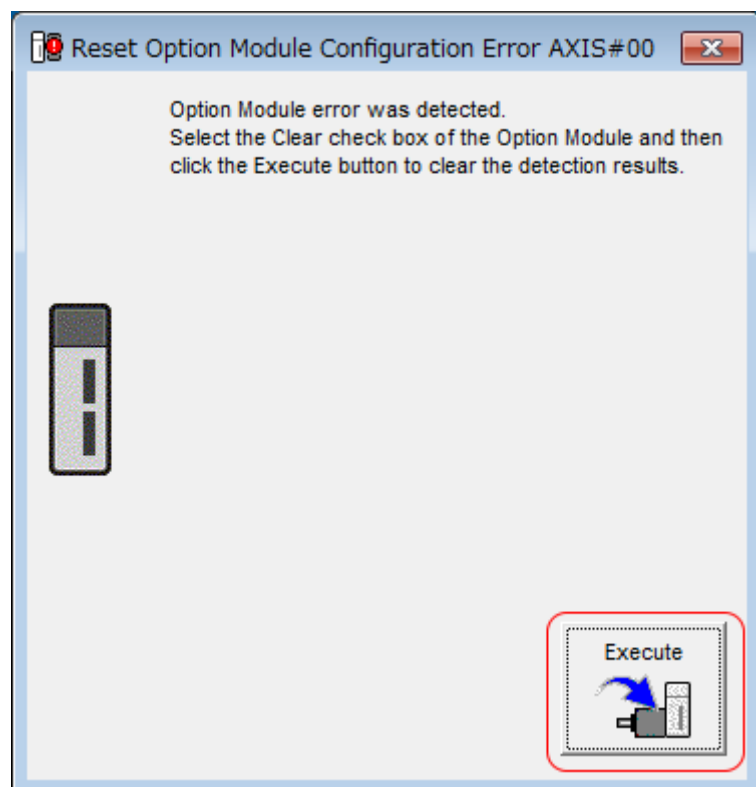 Reset Option Module Configuration Error AXIS#00
Option Module error was detected.
Select the Clear check box of the Option Module and then
click the Execute button to clear the detection results.
Execute